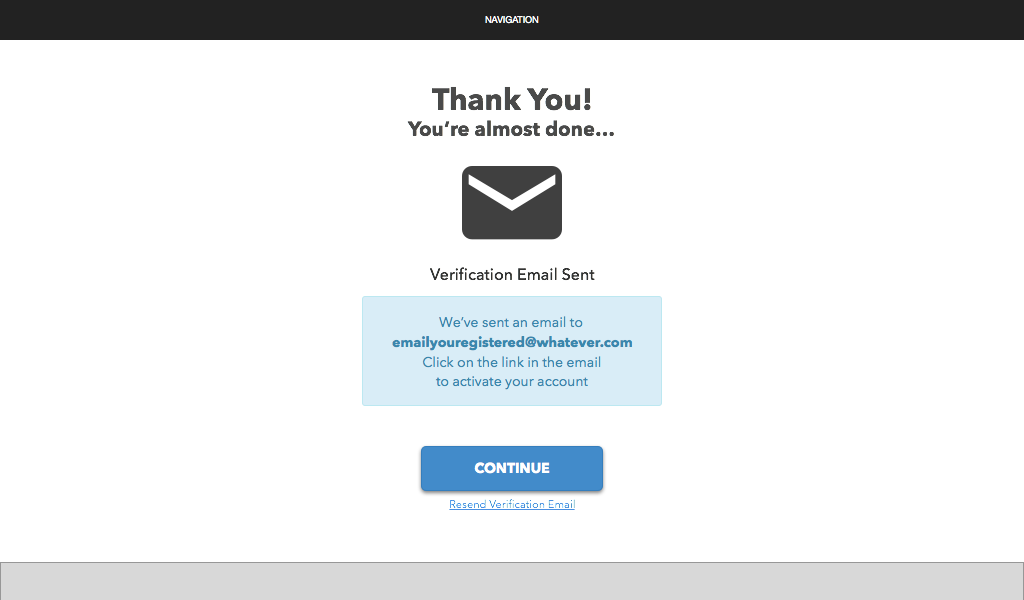 NAVIGATION
Thank You!
You’re almost done...
Verification Email Sent
We’ve sent an email to
emailyouregistered@whatever.com
Click on the link in the email
to activate your account
CONTINUE
Resend Verification Email